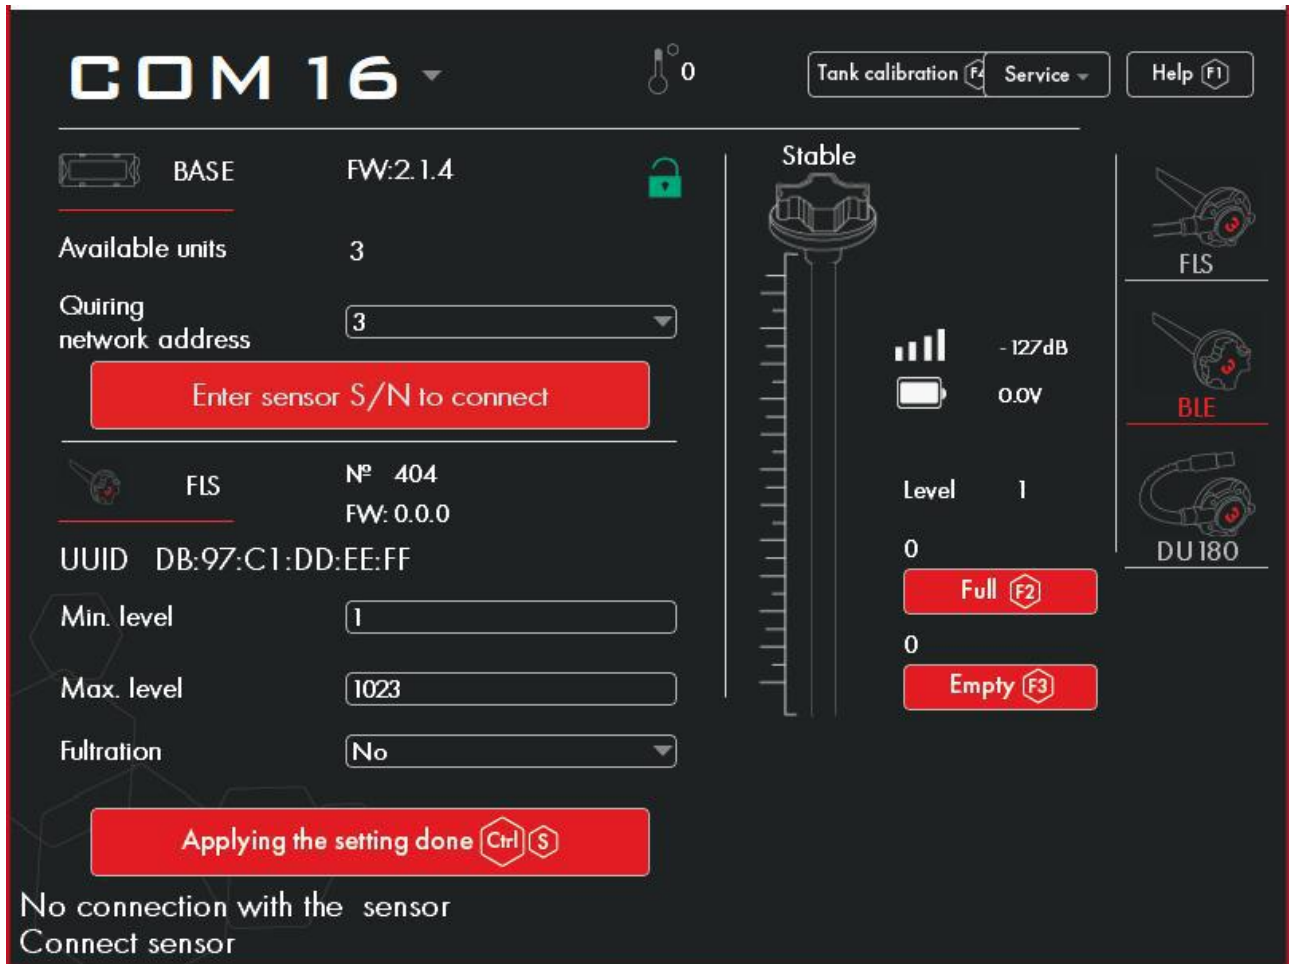 COM 16
0
Tank calibration F4
Service
Help F1
BASE
FW:2.1.4
Available units
3
Quiring
network address
3
Enter sensor S/N to connect
FLS
Nº 404
FW: 0.0.0
UUID DB:97:C1:DD:EE:FF
Min. level
1
Max. level
1023
Fultration
No
Applying the setting done Ctrl S
No connection with the sensor
Connect sensor
Stable
-127dB
0.0V
Level 1
0
Full F2
0
Empty F3
FLS
BLE
DU180